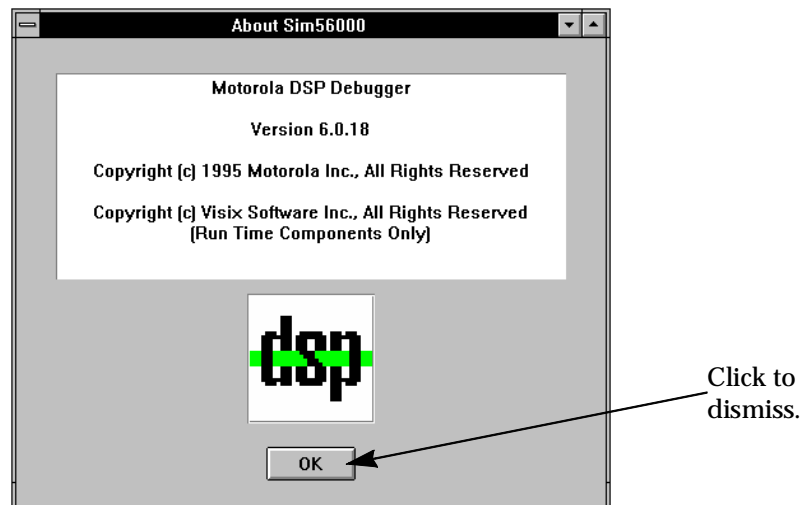 About Sim56000
Motorola DSP Debugger
Version 6.0.18
Copyright (c) 1995 Motorola Inc., All Rights Reserved
Copyright (c) Visix Software Inc., All Rights Reserved
(Run Time Components Only)
dsp
OK
Click to
dismiss.